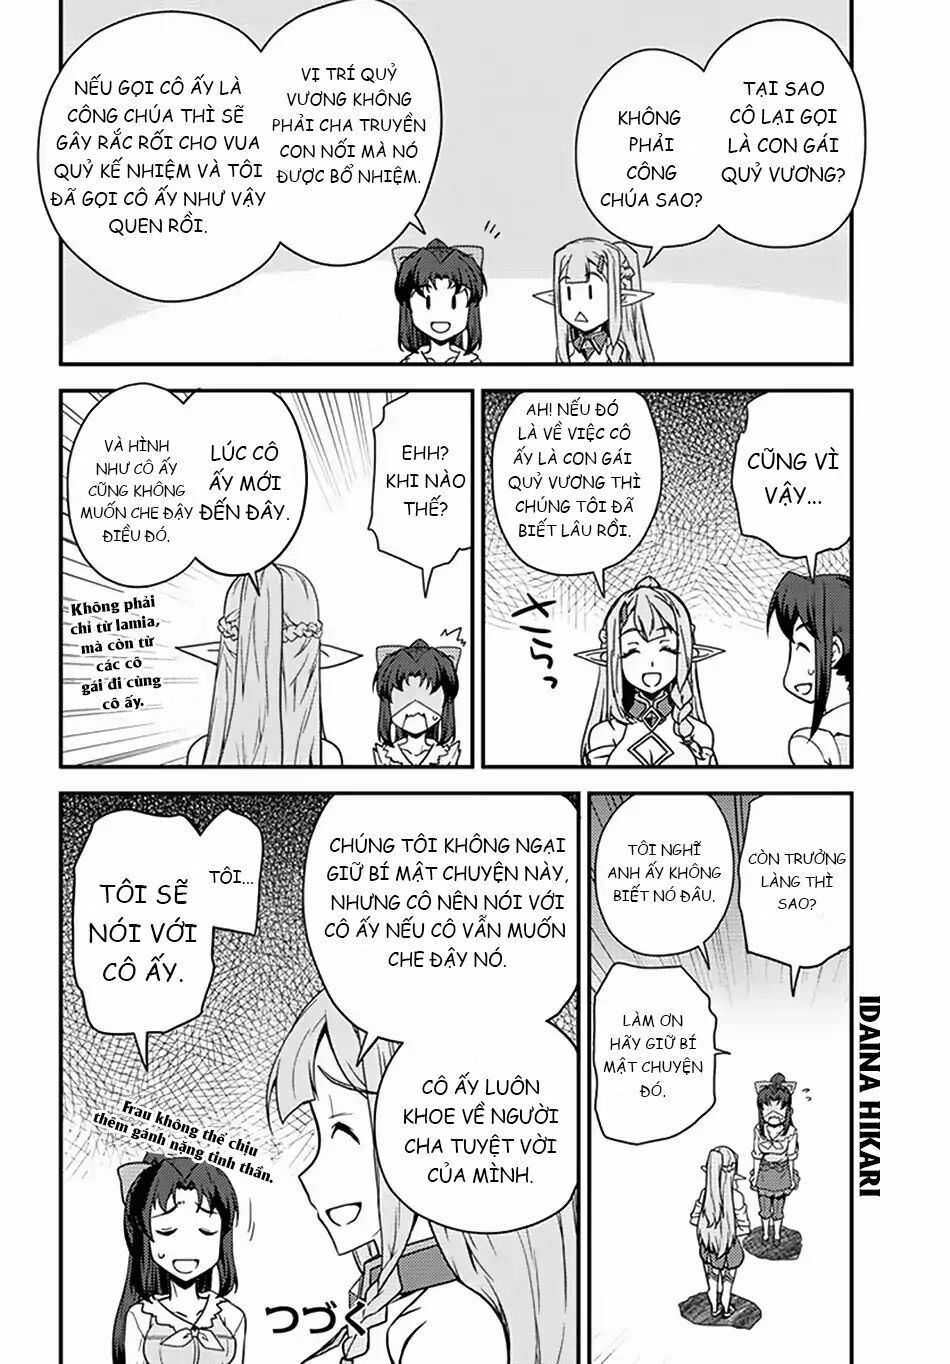 TẠI SAO
CÔ LẠI GỌI
LÀ CON GÁI
QUỶ VƯƠNG?
KHÔNG
PHẢI
CÔNG
CHÚA SAO?
VỊ TRÍ QUỶ
VƯƠNG KHÔNG
PHẢI CHA TRUYỀN
CON NỐI MÀ NÓ
ĐƯỢC BỔ NHIỆM.
NẾU GỌI CÔ ẤY LÀ
CÔNG CHÚA THÌ SẼ
GÂY RẮC RỐI CHO VUA
QUỶ KẾ NHIỆM VÀ TÔI
ĐÃ GỌI CÔ ẤY NHƯ VẬY
QUEN RỒI.
CŨNG VÌ
VẬY...
AH! NẾU ĐÓ
LÀ VỀ VIỆC CÔ
ẤY LÀ CON GÁI
QUỶ VƯƠNG THÌ
CHÚNG TÔI ĐÃ
BIẾT LÂU RỒI.
EHH?
KHI NÀO
THẾ?
LÚC CÔ
ẤY MỚI
ĐẾN ĐÂY.
VÀ HÌNH
NHƯ CÔ ẤY
CŨNG KHÔNG
MUỐN CHE ĐẬY
ĐIỀU ĐÓ.
Không phải
chỉ từ lamia,
mà còn từ
các cô
gái đi cùng
cô ấy.
CÒN TRƯỞNG
LÀNG THÌ
SAO?
TÔI NGHĨ
ANH ẤY KHÔNG
BIẾT NÓ ĐÂU.
LÀM ƠN
HÃY GIỮ BÍ
MẬT CHUYỆN
ĐÓ.
CHÚNG TÔI KHÔNG NGẠI
GIỮ BÍ MẬT CHUYỆN NÀY,
NHƯNG CÔ NÊN NÓI VỚI
CÔ ẤY NẾU CÔ VẪN MUỐN
CHE ĐẬY NÓ.
CÔ ẤY LUÔN
KHOE VỀ NGƯỜI
CHA TUYỆT VỜI
CỦA MÌNH.
TÔI...
TÔI SẼ
NÓI VỚI
CÔ ẤY.
Frau không thể chịu
thêm gánh nặng tinh thần.
つづく
IDAINA HIKARI